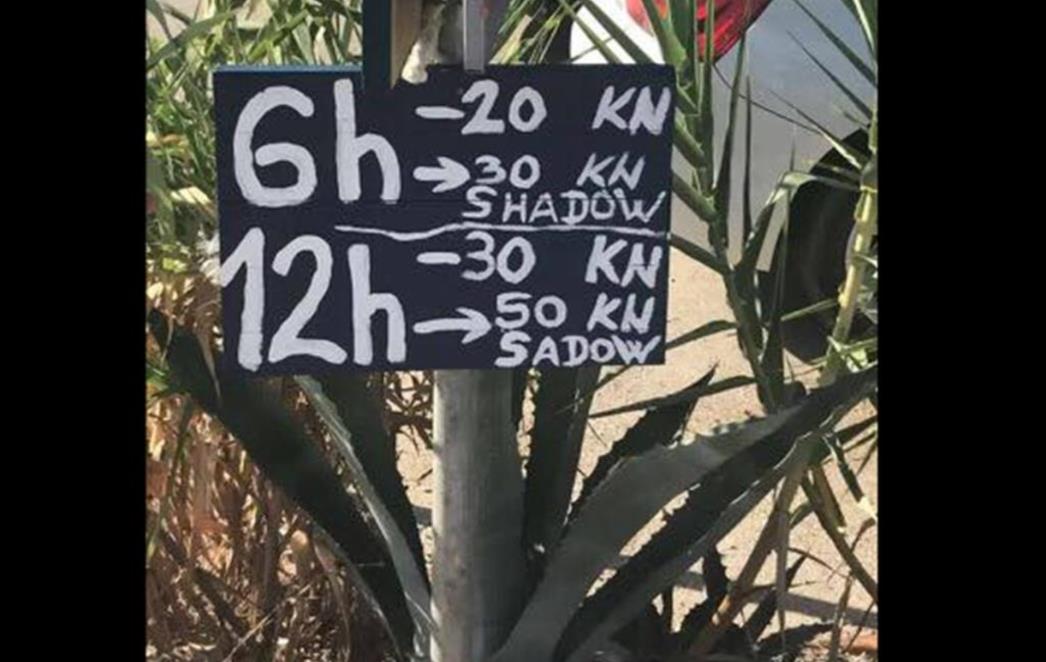 6h -20 KN
→30 KN
SHADOW
12h -30 KN
→50 KN
SADOW